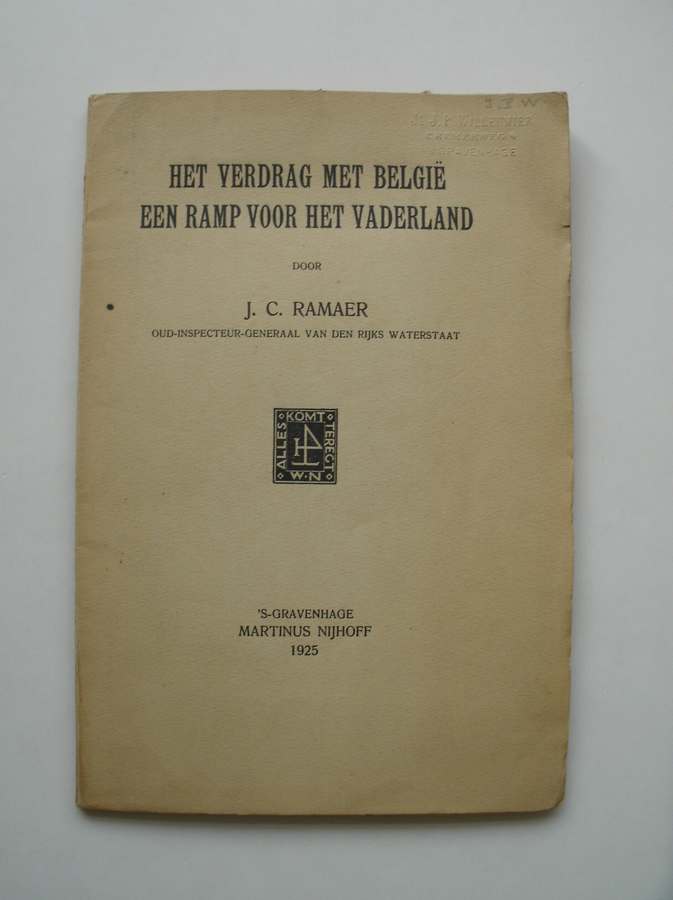 HET VERDRAG MET BELGIË
EEN RAMP VOOR HET VADERLAND
DOOR
J. C. RAMAER
OUD-INSPECTEUR-GENERAAL VAN DEN RIJKS WATERSTAAT
ALLES KOMT TERECT
W·N
'S-GRAVENHAGE
MARTINUS NIJHOFF
1925